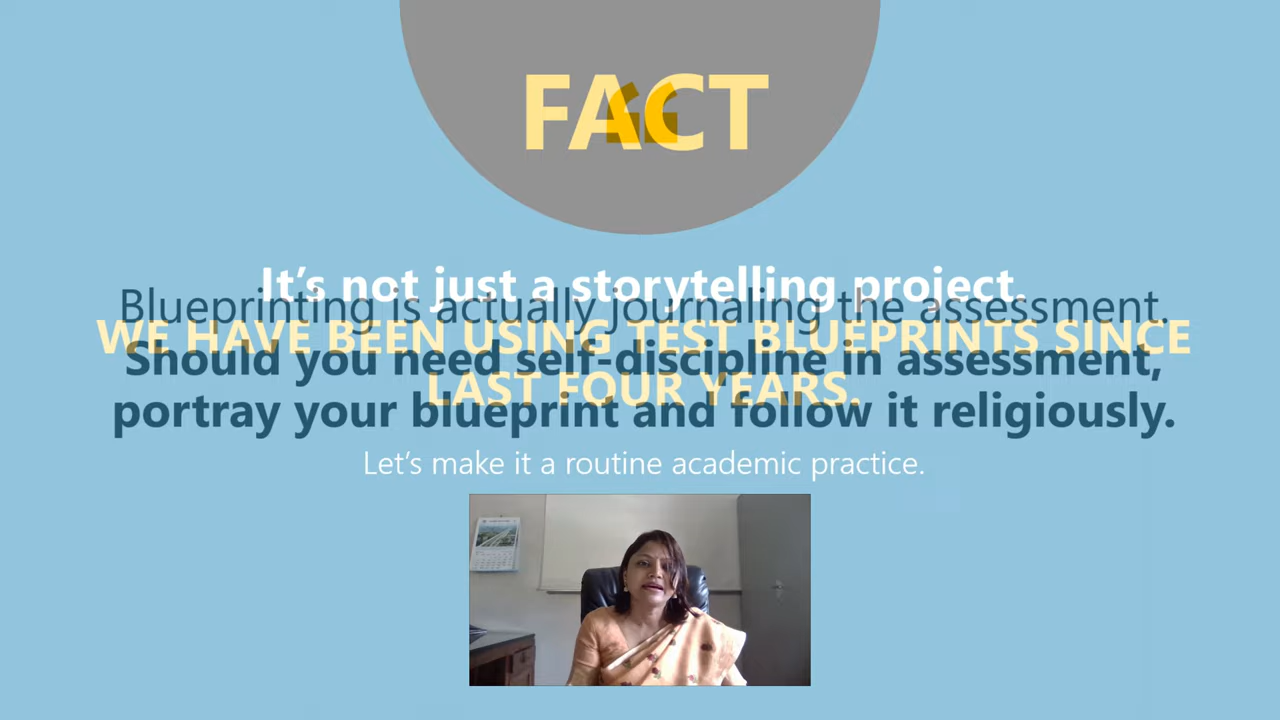 FACT
“
It’s not just a storytelling project.
Blueprinting is actually journaling the assessment.
WE HAVE BEEN USING TEST BLUEPRINTS SINCE
Should you need self-discipline in assessment,
LAST FOUR YEARS.
portray your blueprint and follow it religiously.
Let’s make it a routine academic practice.